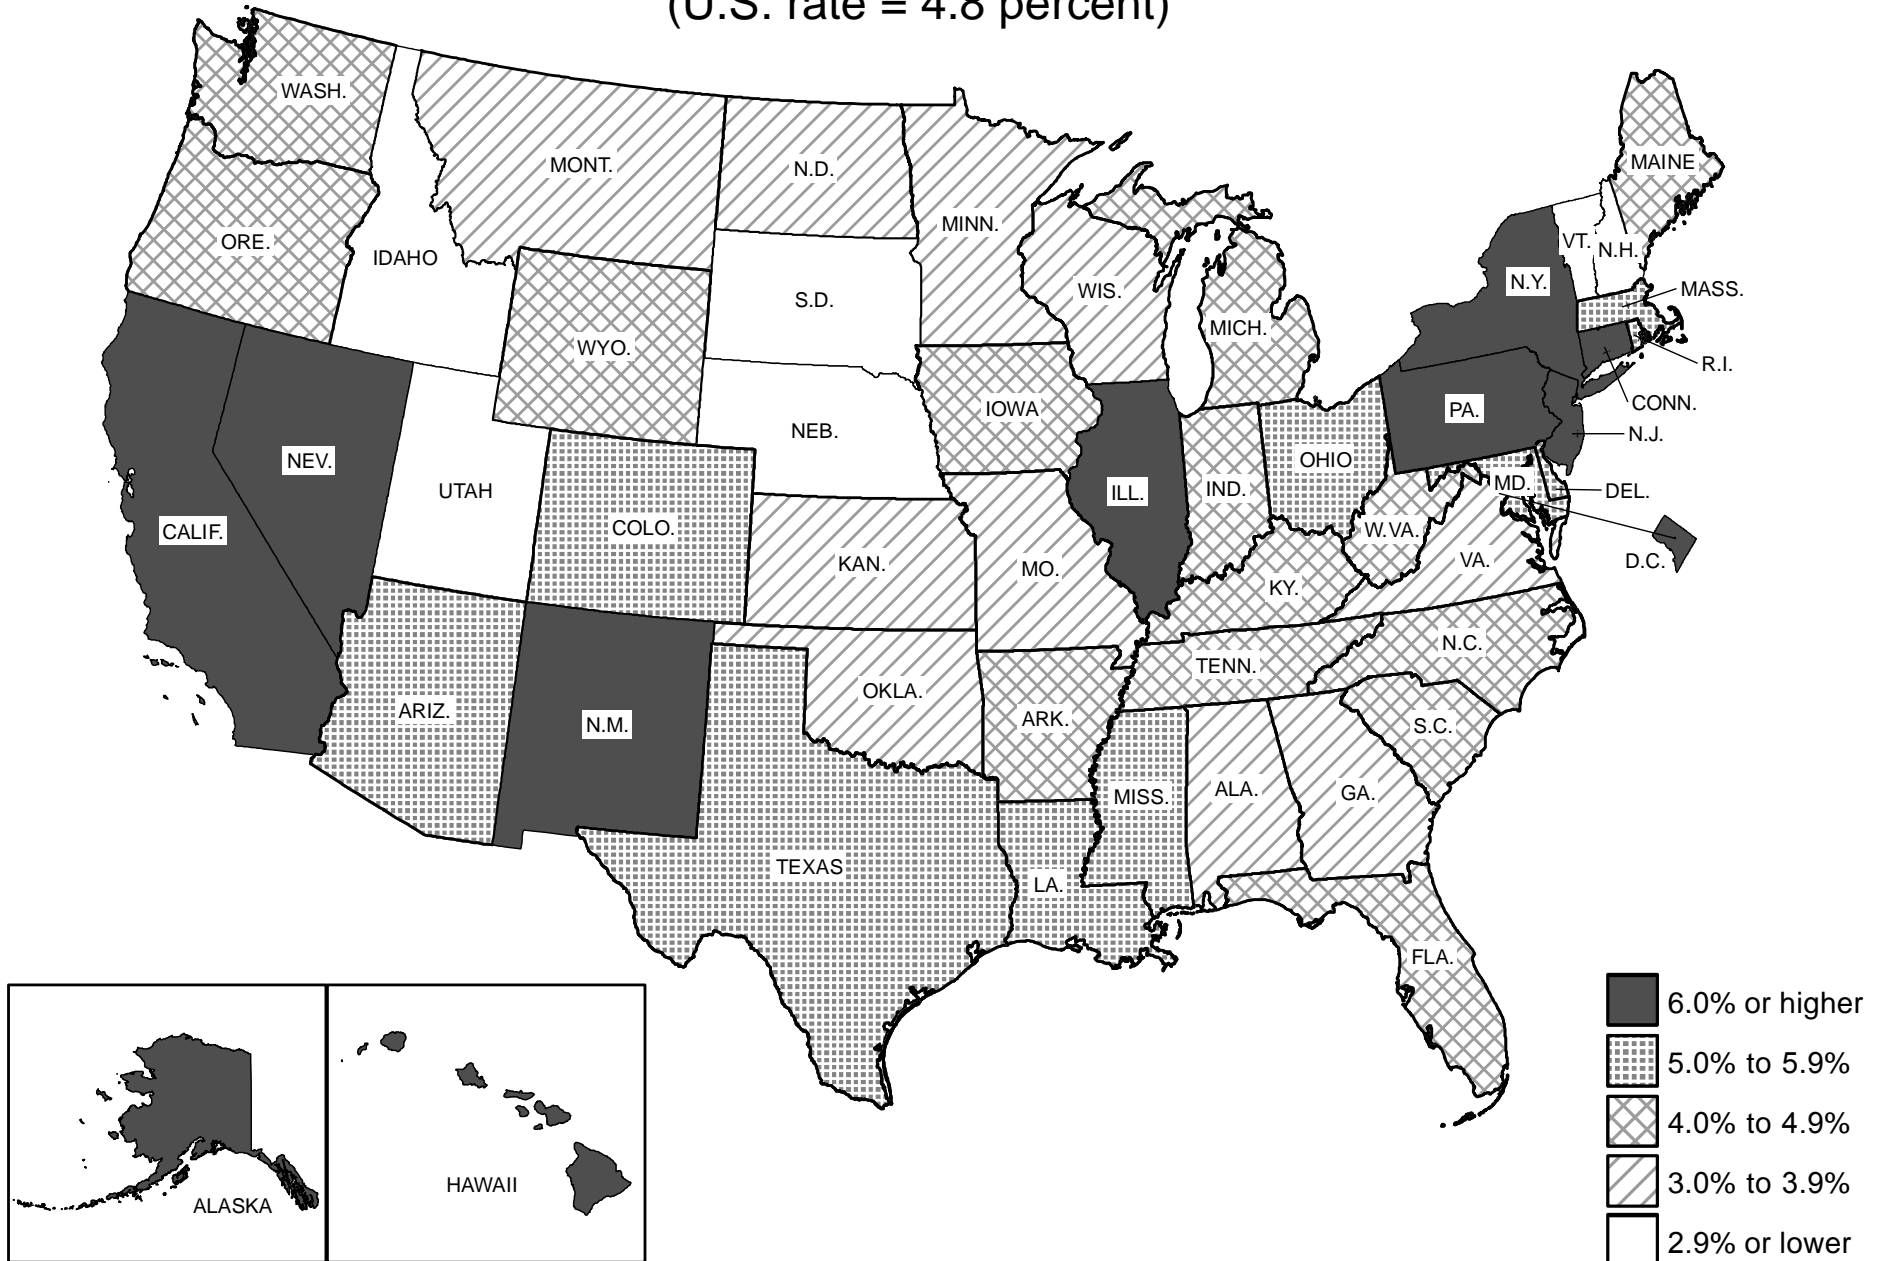 (U.S. rate = 4.8 percent)
WASH.
MONT.
N.D.
MINN.
MAINE
ORE.
IDAHO
S.D.
WIS.
MICH.
VT.
N.H.
N.Y.
MASS.
WYO.
R.I.
NEB.
IOWA
PA.
CONN.
N.J.
NEV.
UTAH
COLO.
ILL.
IND.
OHIO
MD.
DEL.
CALIF.
KAN.
MO.
KY.
W.VA.
VA.
D.C.
ARIZ.
N.M.
OKLA.
ARK.
TENN.
N.C.
S.C.
TEXAS
LA.
MISS.
ALA.
GA.
FLA.
ALASKA
HAWAII
6.0% or higher
5.0% to 5.9%
4.0% to 4.9%
3.0% to 3.9%
2.9% or lower